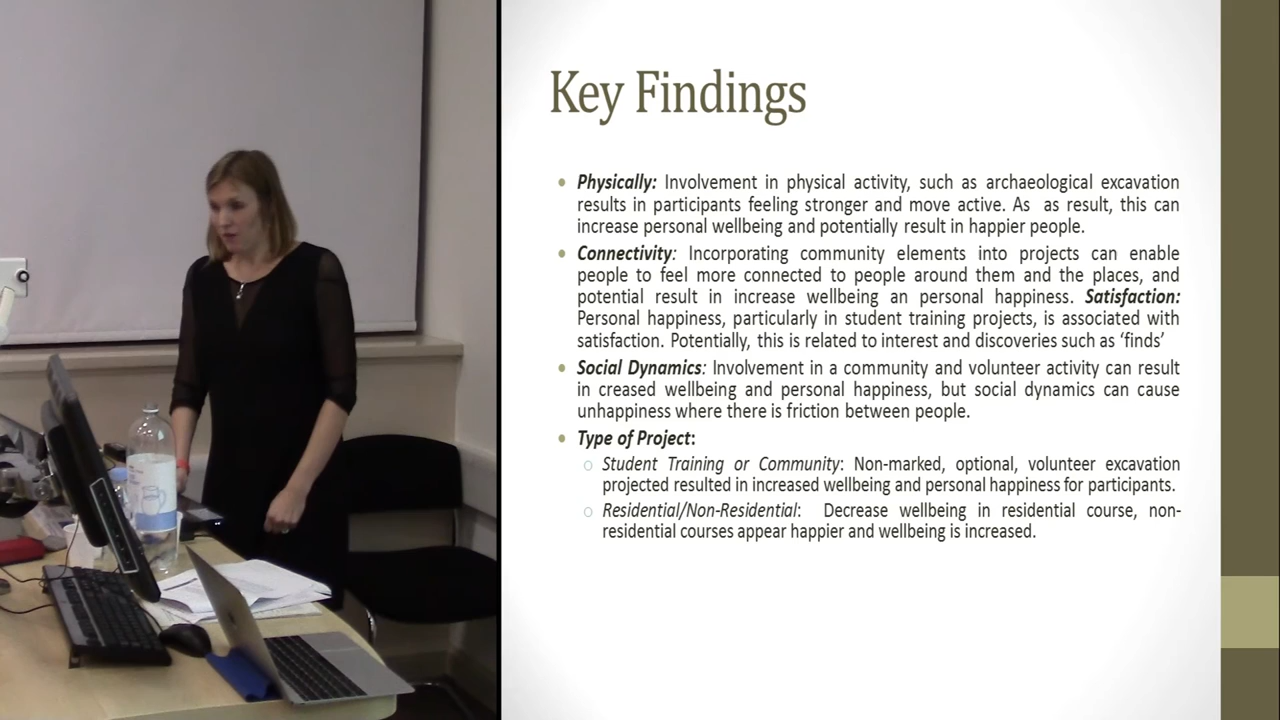 Key Findings
Physically: Involvement in physical activity, such as archaeological excavation
results in participants feeling stronger and move active. As as result, this can
increase personal wellbeing and potentially result in happier people.
Connectivity: Incorporating community elements into projects can enable
people to feel more connected to people around them and the places, and
potential result in increase wellbeing an personal happiness. Satisfaction:
Personal happiness, particularly in student training projects, is associated with
satisfaction. Potentially, this is related to interest and discoveries such as ‘finds’
Social Dynamics: Involvement in a community and volunteer activity can result
in creased wellbeing and personal happiness, but social dynamics can cause
unhappiness where there is friction between people.
Type of Project:
Student Training or Community: Non-marked, optional, volunteer excavation
projected resulted in increased wellbeing and personal happiness for participants.
Residential/Non-Residential: Decrease wellbeing in residential course, non-
residential courses appear happier and wellbeing is increased.